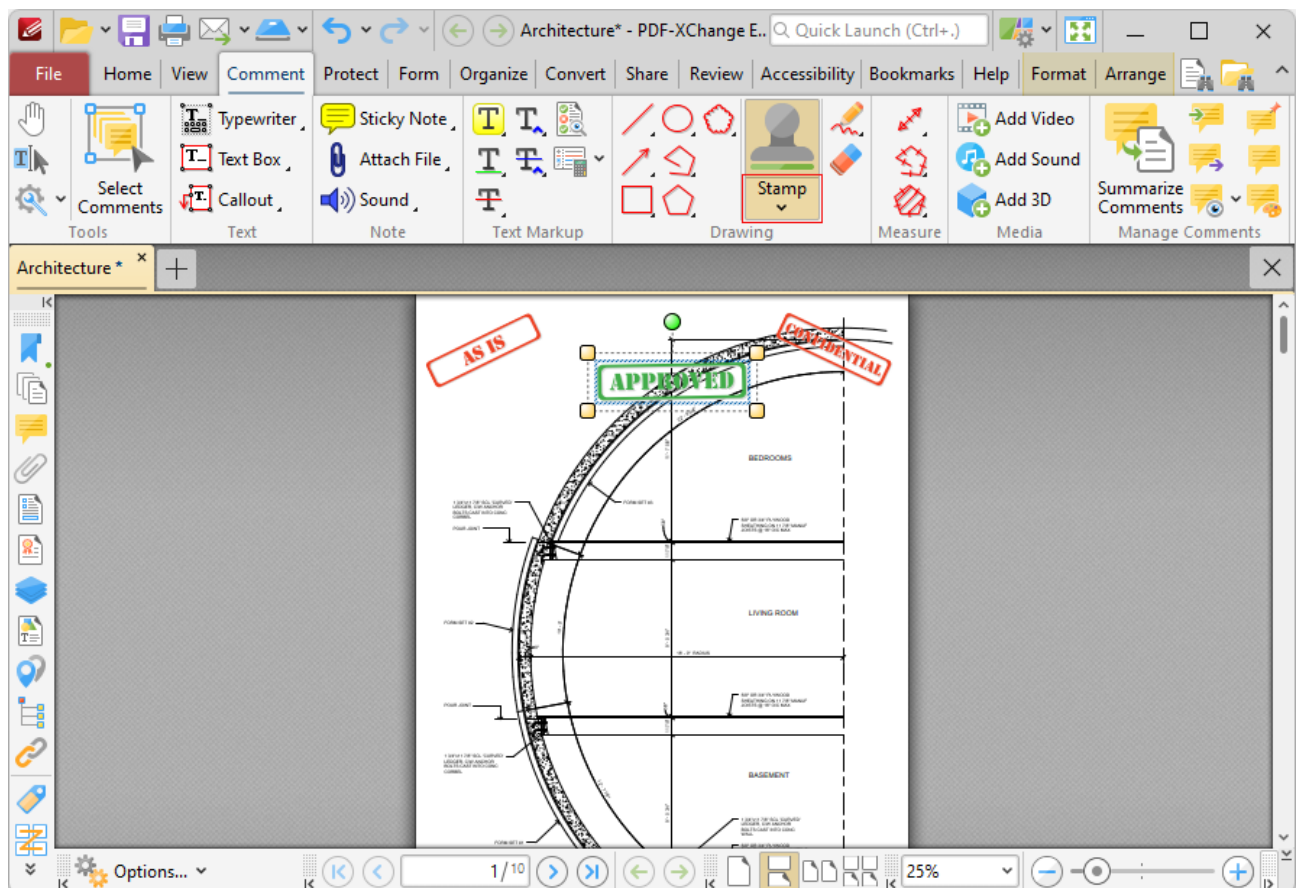 Architecture* - PDF-XChange E..
Quick Launch (Ctrl+.)
File Home View Comment Protect Form Organize Convert Share Review Accessibility Bookmarks Help Format Arrange
Typewriter
Text Box
Callout
Sticky Note
Attach File
Sound
Stamp
Add Video
Add Sound
Add 3D
Select
Comments
Summarize
Comments
Tools Text Note Text Markup Drawing Measure Media Manage Comments
Architecture *
AS IS
APPROVED
CONFIDENTIAL
BEDROOMS
LIVING ROOM
BASEMENT
Options...
1/10
25%